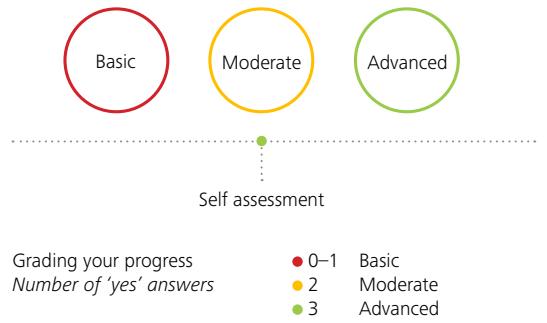 Basic Moderate Advanced
Self assessment
Grading your progress 0–1 Basic
Number of ‘yes’ answers 2 Moderate
3 Advanced